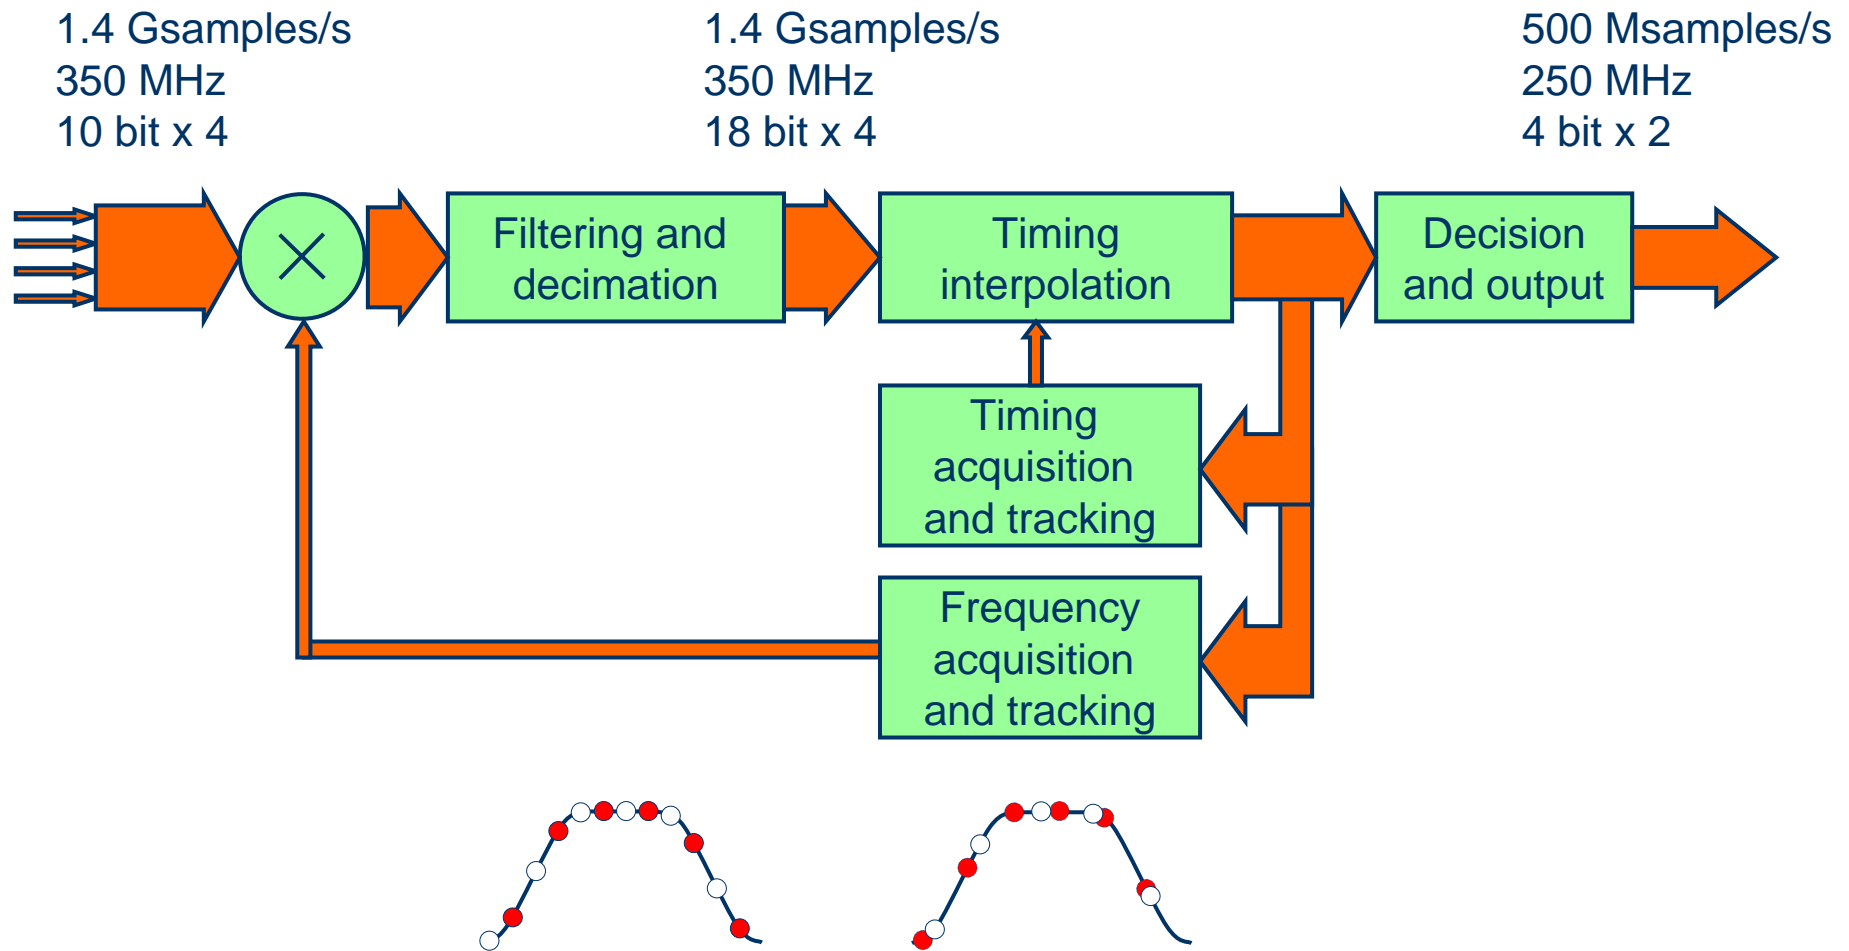 1.4 Gsamples/s
350 MHz
10 bit x 4
1.4 Gsamples/s
350 MHz
18 bit x 4
500 Msamples/s
250 MHz
4 bit x 2
Filtering and
decimation
Timing
interpolation
Decision
and output
Timing
acquisition
and tracking
Frequency
acquisition
and tracking